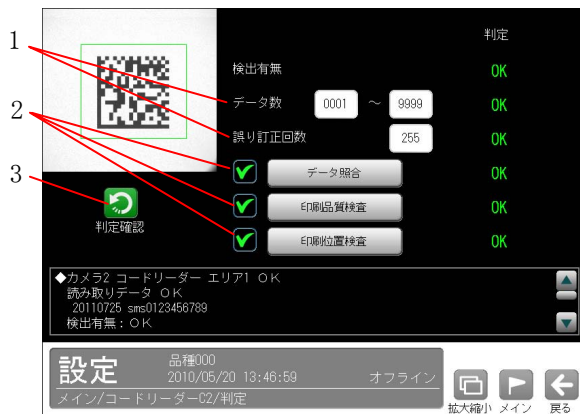 1
2
3
判定
検出有無 OK
データ数 0001 ～ 9999 OK
誤り訂正回数 255 OK
データ照合 OK
印刷品質検査 OK
印刷位置検査 OK
判定確認
◆カメラ2 コードリーダー エリア1 ＯＫ
読み取りデータ ＯＫ
20110725 sms0123456789
検出有無：ＯＫ
設定
品種000
2010/05/20 13:46:59 オフライン
メイン/コードリーダーC2/判定
拡大縮小 メイン 戻る